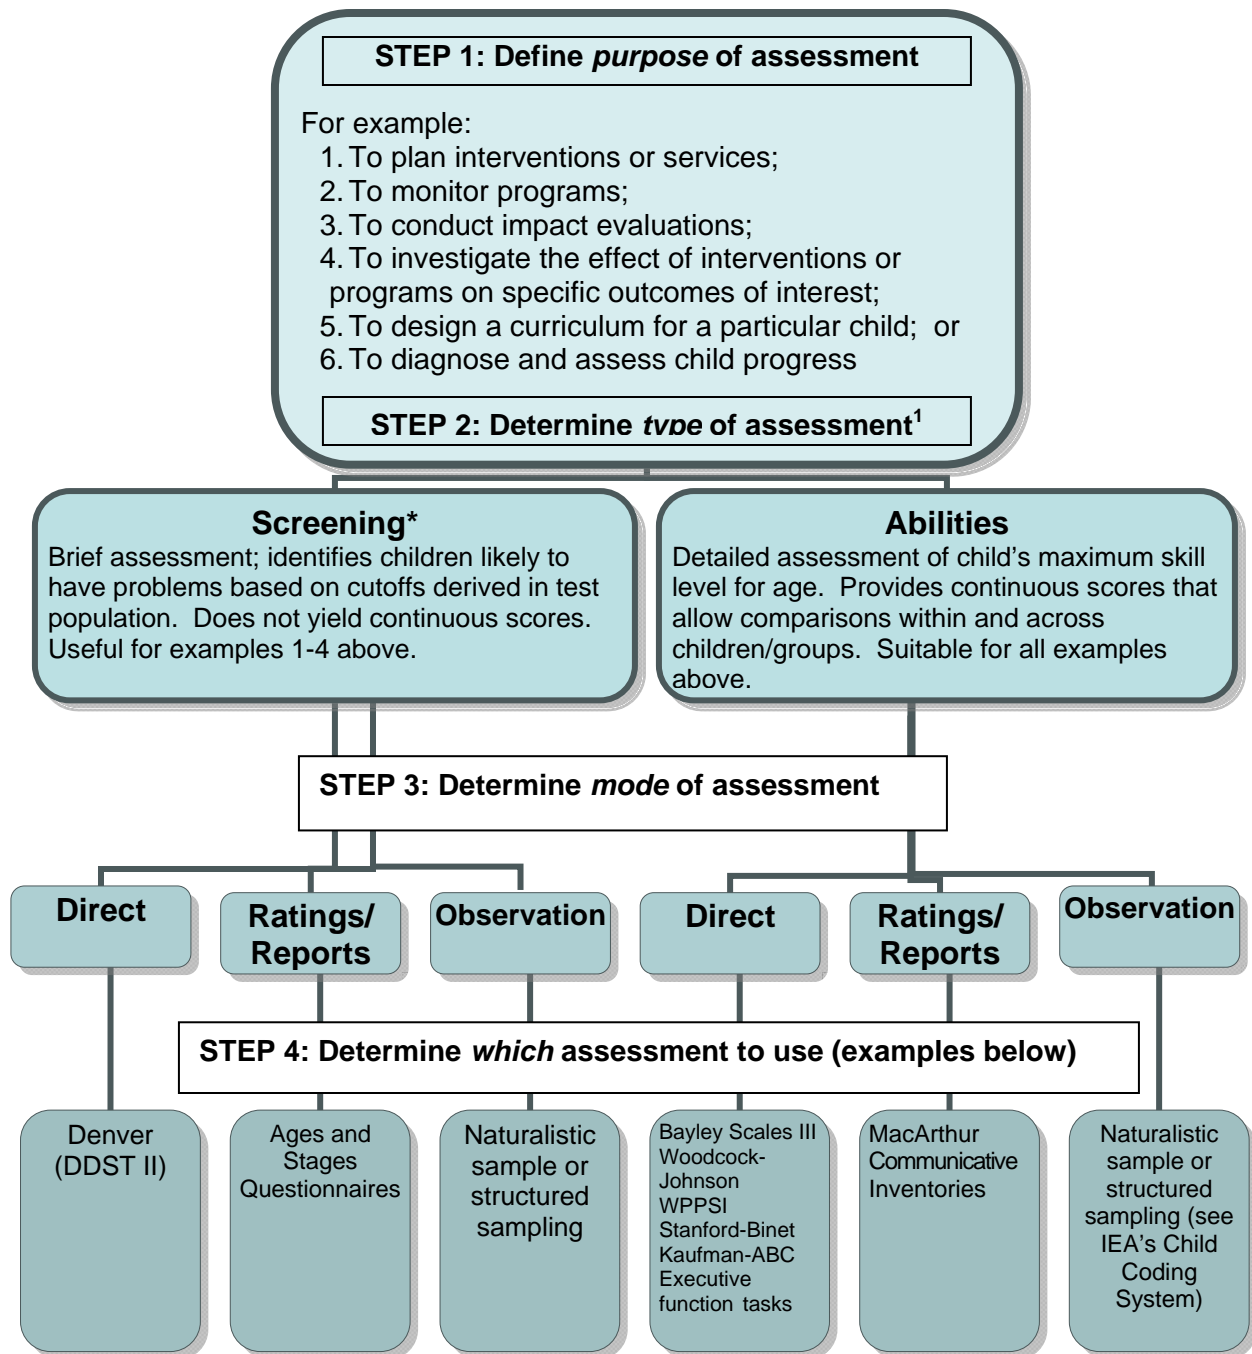 STEP 1: Define purpose of assessment
For example:
1. To plan interventions or services;
2. To monitor programs;
3. To conduct impact evaluations;
4. To investigate the effect of interventions or
programs on specific outcomes of interest;
5. To design a curriculum for a particular child; or
6. To diagnose and assess child progress
STEP 2: Determine type of assessment1
Screening*
Brief assessment; identifies children likely to
have problems based on cutoffs derived in test
population. Does not yield continuous scores.
Useful for examples 1-4 above.
Abilities
Detailed assessment of child’s maximum skill
level for age. Provides continuous scores that
allow comparisons within and across
children/groups. Suitable for all examples
above.
STEP 3: Determine mode of assessment
Direct
Ratings/
Reports
Observation
Direct
Ratings/
Reports
Observation
STEP 4: Determine which assessment to use (examples below)
Denver
(DDST II)
Ages and
Stages
Questionnaires
Naturalistic
sample or
structured
sampling
Bayley Scales III
Woodcock-
Johnson
WPPSI
Stanford-Binet
Kaufman-ABC
Executive
function tasks
MacArthur
Communicative
Inventories
Naturalistic
sample or
structured
sampling (see
IEA’s Child
Coding
System)